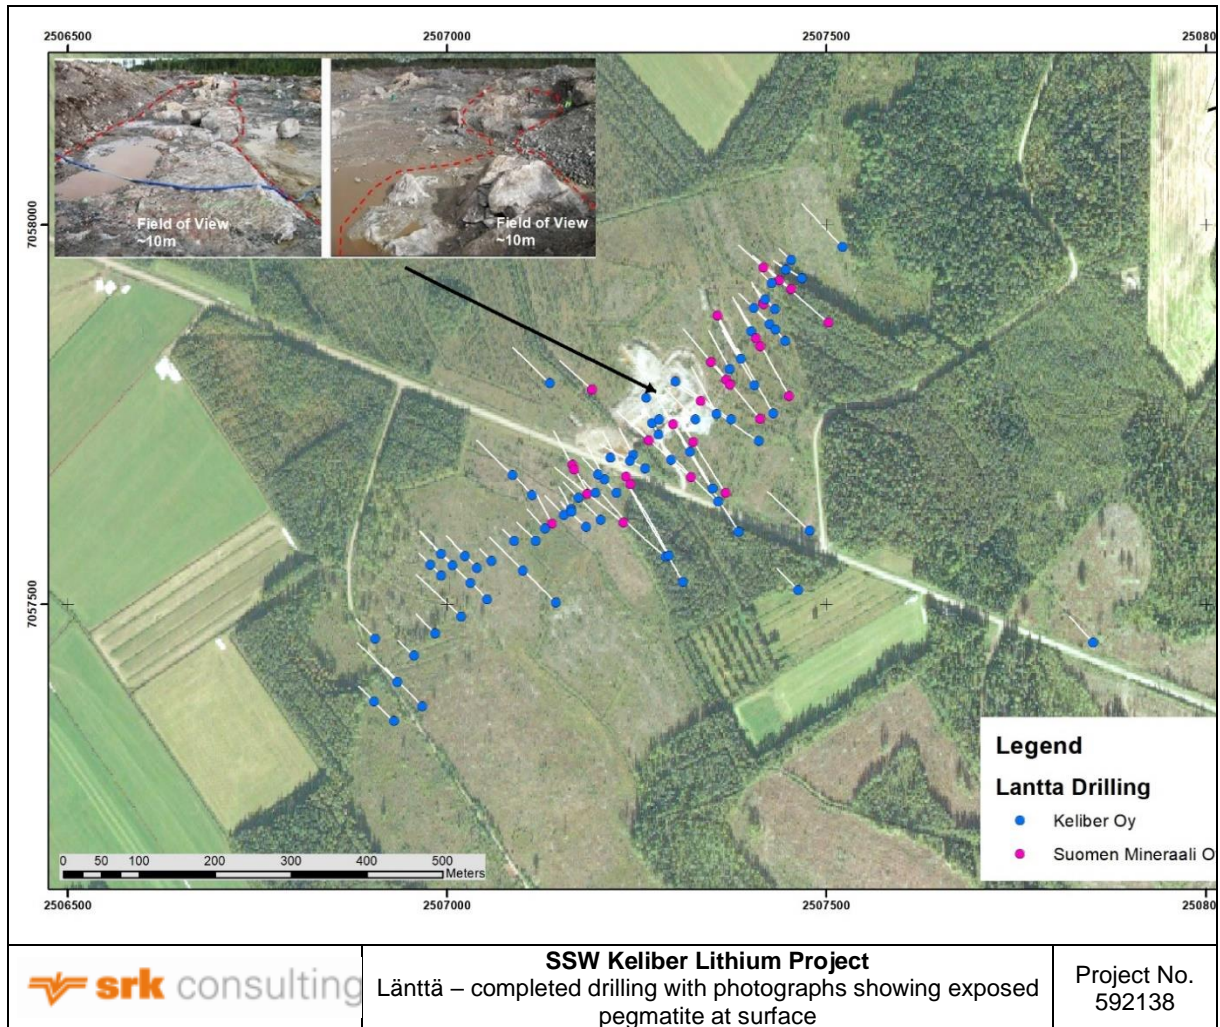 2506500
2507000
2507500
25080
7058000
7057500
Field of View
~10m
Field of View
~10m
Legend
Lantta Drilling
Keliber Oy
Suomen Mineraali O
0 50 100 200 300 400 500
Meters
2506500
2507000
2507500
2508
srk consulting
SSW Keliber Lithium Project
Länttä – completed drilling with photographs showing exposed
pegmatite at surface
Project No.
592138